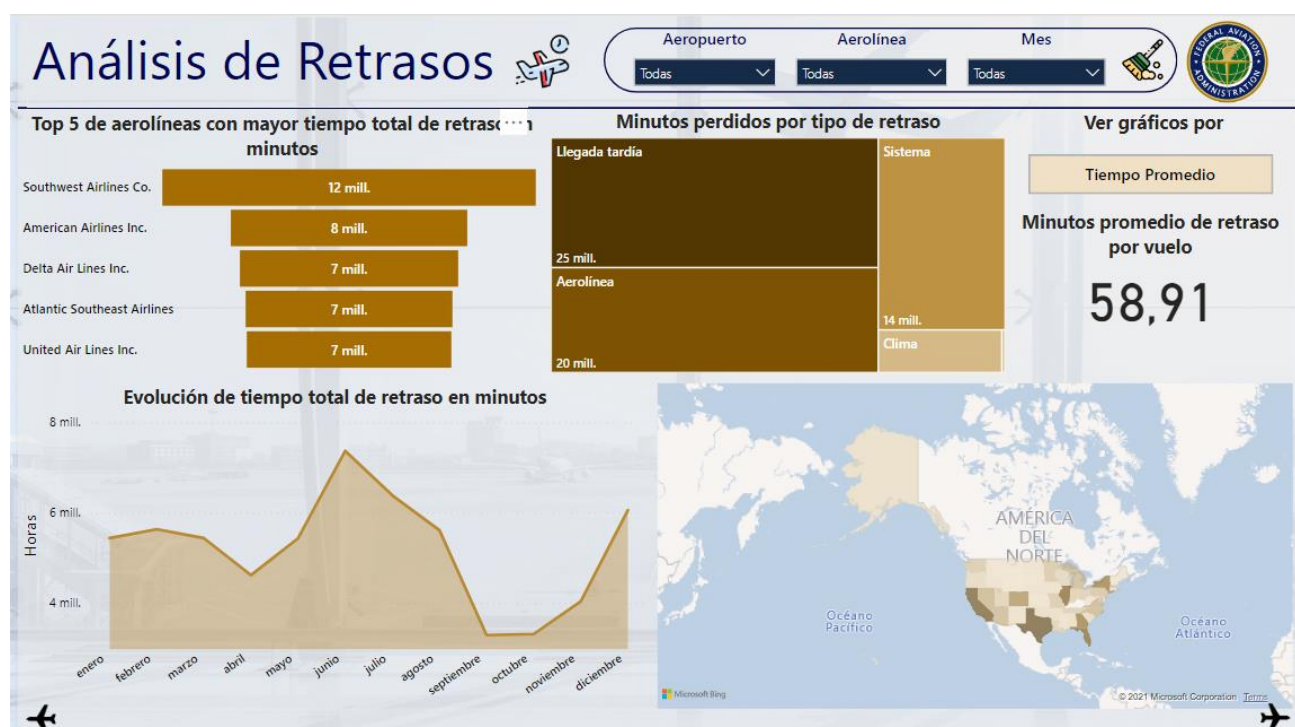 Análisis de Retrasos
Aeropuerto
Todas
Aerolínea
Todas
Mes
Todas
FEDERAL AVIATION
ADMINISTRATION
Top 5 de aerolíneas con mayor tiempo total de
minutos
Southwest Airlines Co.
12 mill.
American Airlines Inc.
8 mill.
Delta Air Lines Inc.
7 mill.
Atlantic Southeast Airlines
7 mill.
United Air Lines Inc.
7 mill.
Minutos perdidos por tipo de retraso
Llegada tardía
25 mill.
Aerolínea
20 mill.
Sistema
14 mill.
Clima
Ver gráficos por
Tiempo Promedio
Minutos promedio de retraso
por vuelo
58,91
Evolución de tiempo total de retraso en minutos
Horas
8 mill.
6 mill.
4 mill.
enero
febrero
marzo
abril
mayo
junio
julio
agosto
septiembre
octubre
noviembre
diciembre
AMÉRICA
DEL
NORTE
Océano
Pacífico
Océano
Atlántico
Microsoft Bing
© 2021 Microsoft Corporation Terms